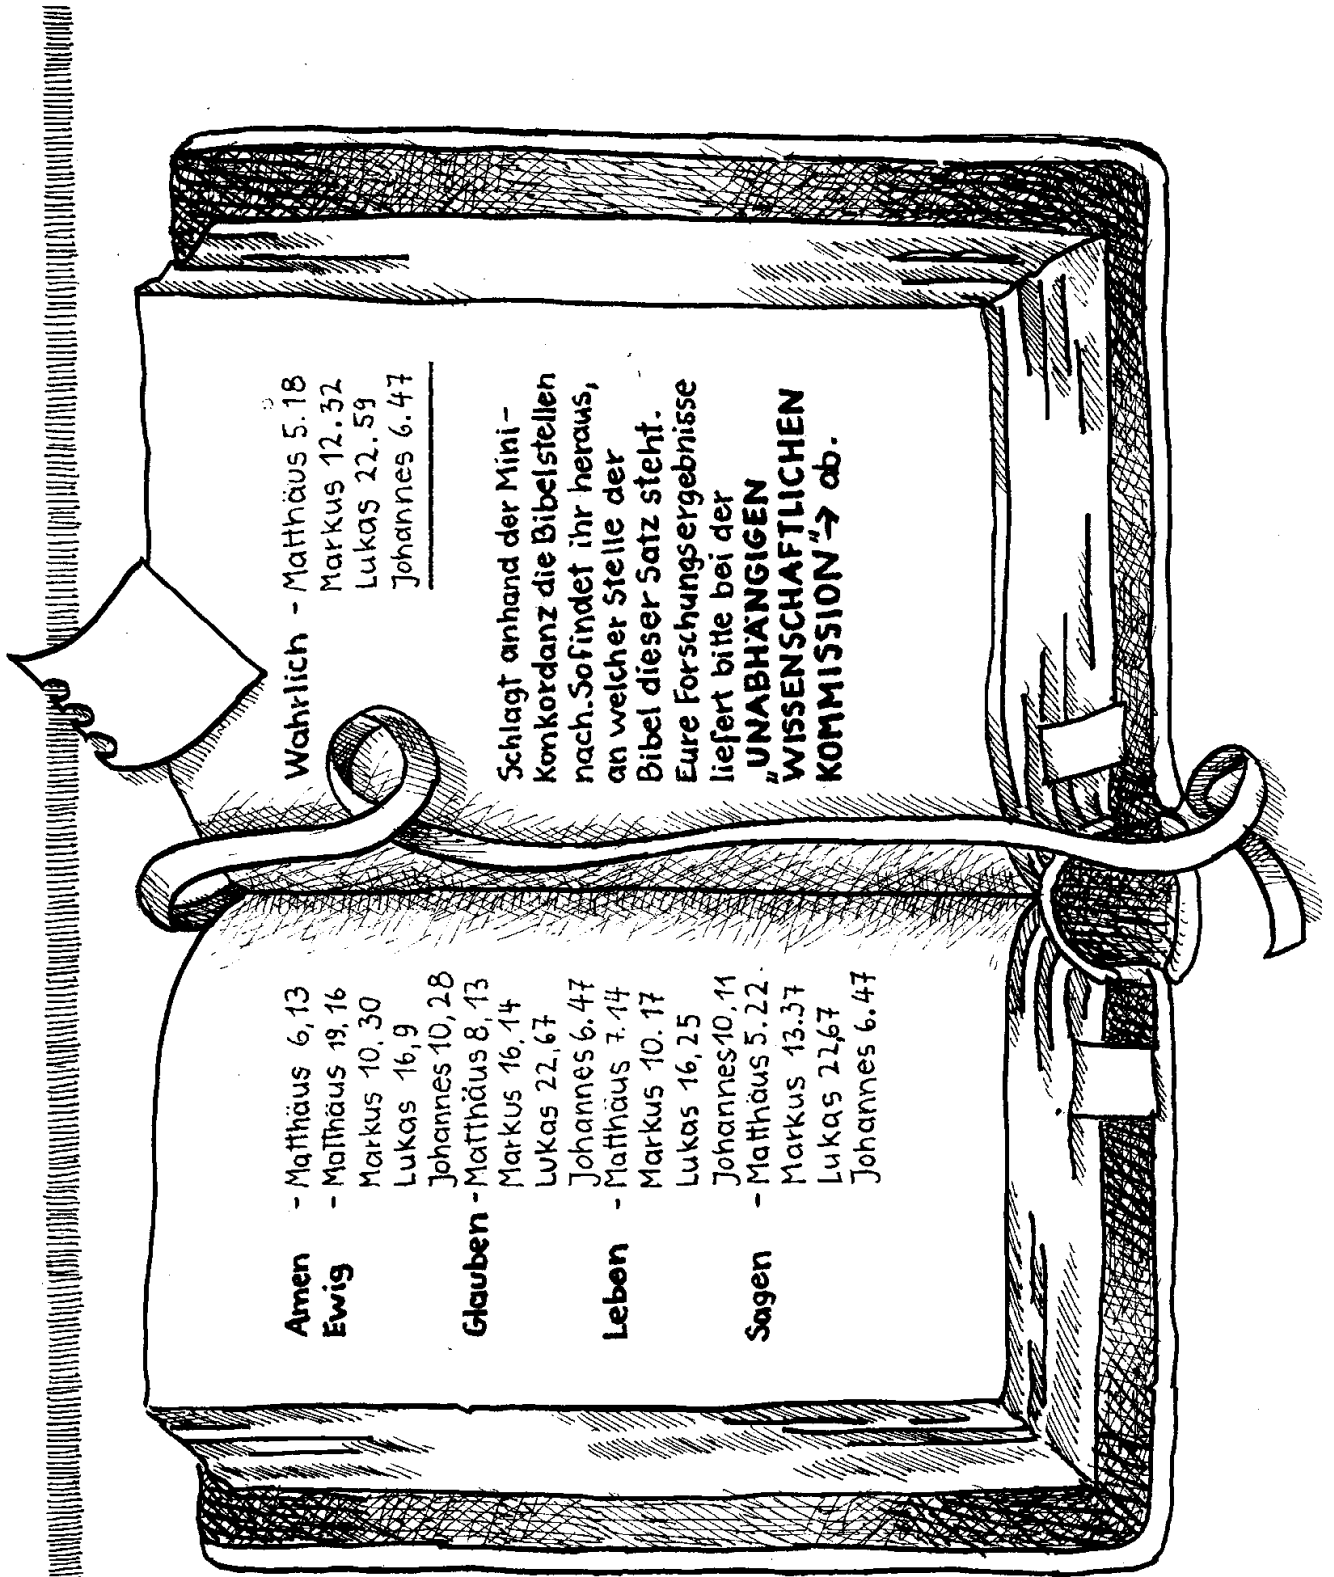 Amen - Matthäus 6,13
Ewig - Matthäus 19,16
Markus 10.30
Lukas 16,9
Johannes 10,28
Glauben - Matthäus 8,13
Markus 16,14
Lukas 22,67
Johannes 6.47
Leben - Matthäus 7.14
Markus 10.17
Lukas 16,25
Johannes 10,11
Sagen - Matthäus 5.22
Markus 13.37
Lukas 22,67
Johannes 6.47
Wahrlich - Matthäus 5.18
Markus 12.32
Lukas 22.59
Johannes 6.47
Schlagt anhand der Mini-
Konkordanz die Bibelstellen
nach. So findet ihr heraus,
an welcher Stelle der
Bibel dieser Satz steht.
Eure Forschungsergebnisse
liefert bitte bei der
"UNABHÄNGIGEN
WISSENSCHAFTLICHEN
KOMMISSION"→ ab.